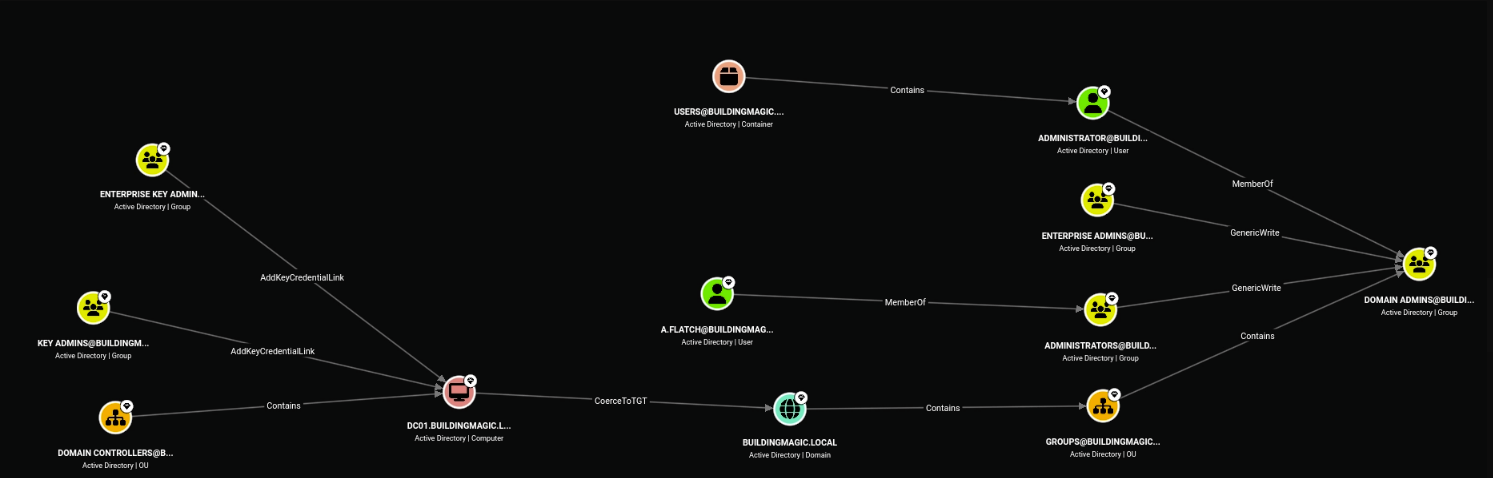 USERS@BUILDINGMAGIC....
Active Directory | Container
Contains
ADMINISTRATOR@BUILDI...
Active Directory | User
MemberOf
ENTERPRISE KEY ADMIN...
Active Directory | Group
ENTERPRISE ADMINS@BU...
Active Directory | Group
GenericWrite
AddKeyCredentialLink
KEY ADMINS@BUILDINGM...
Active Directory | Group
AddKeyCredentialLink
A.FLATCH@BUILDINGMAG...
Active Directory | User
MemberOf
ADMINISTRATORS@BUILD...
Active Directory | Group
GenericWrite
DOMAIN ADMINS@BUILDI...
Active Directory | Group
Contains
DOMAIN CONTROLLERS@B...
Active Directory | OU
Contains
DC01.BUILDINGMAGIC.L...
Active Directory | Computer
CoerceToTGT
BUILDINGMAGIC.LOCAL
Active Directory | Domain
Contains
GROUPS@BUILDINGMAGIC...
Active Directory | OU